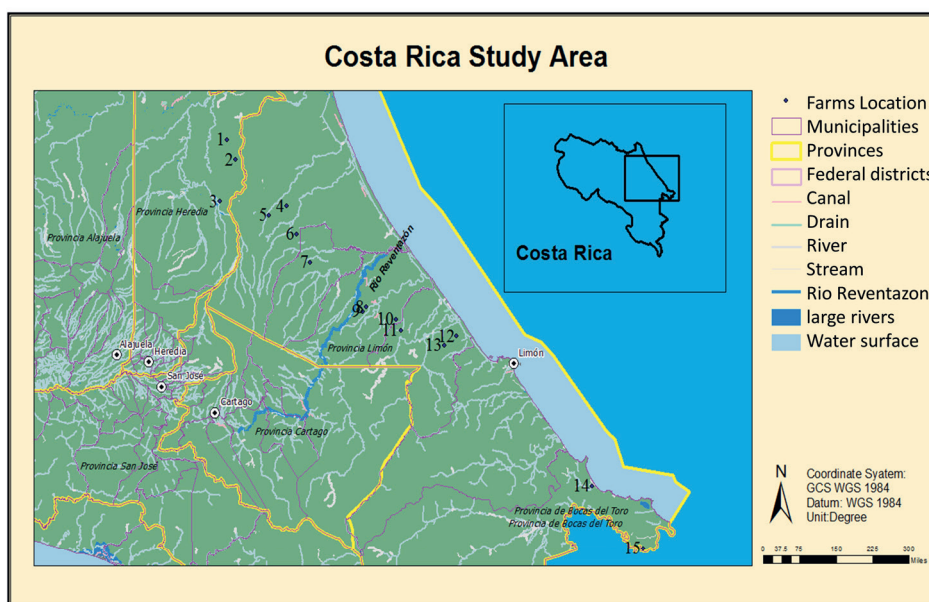 Costa Rica Study Area
1
2
3
Provincia Heredia
4
5
6
7
Provincia Alajuela
Río Reventazón
8
9
10
11
12
13
Provincia Limón
Limón
Alajuela
Heredia
San José
Cartago
Provincia Cartago
Provincia San José
14
Provincia de Bocas del Toro
Provincia de Bocas del Toro
15
Costa Rica
Farms Location
Municipalities
Provinces
Federal districts
Canal
Drain
River
Stream
Rio Reventazon
large rivers
Water surface
N
Coordinate Syatem:
GCS WGS 1984
Datum: WGS 1984
Unit:Degree
0 37.5 75 150 225 300
Miles